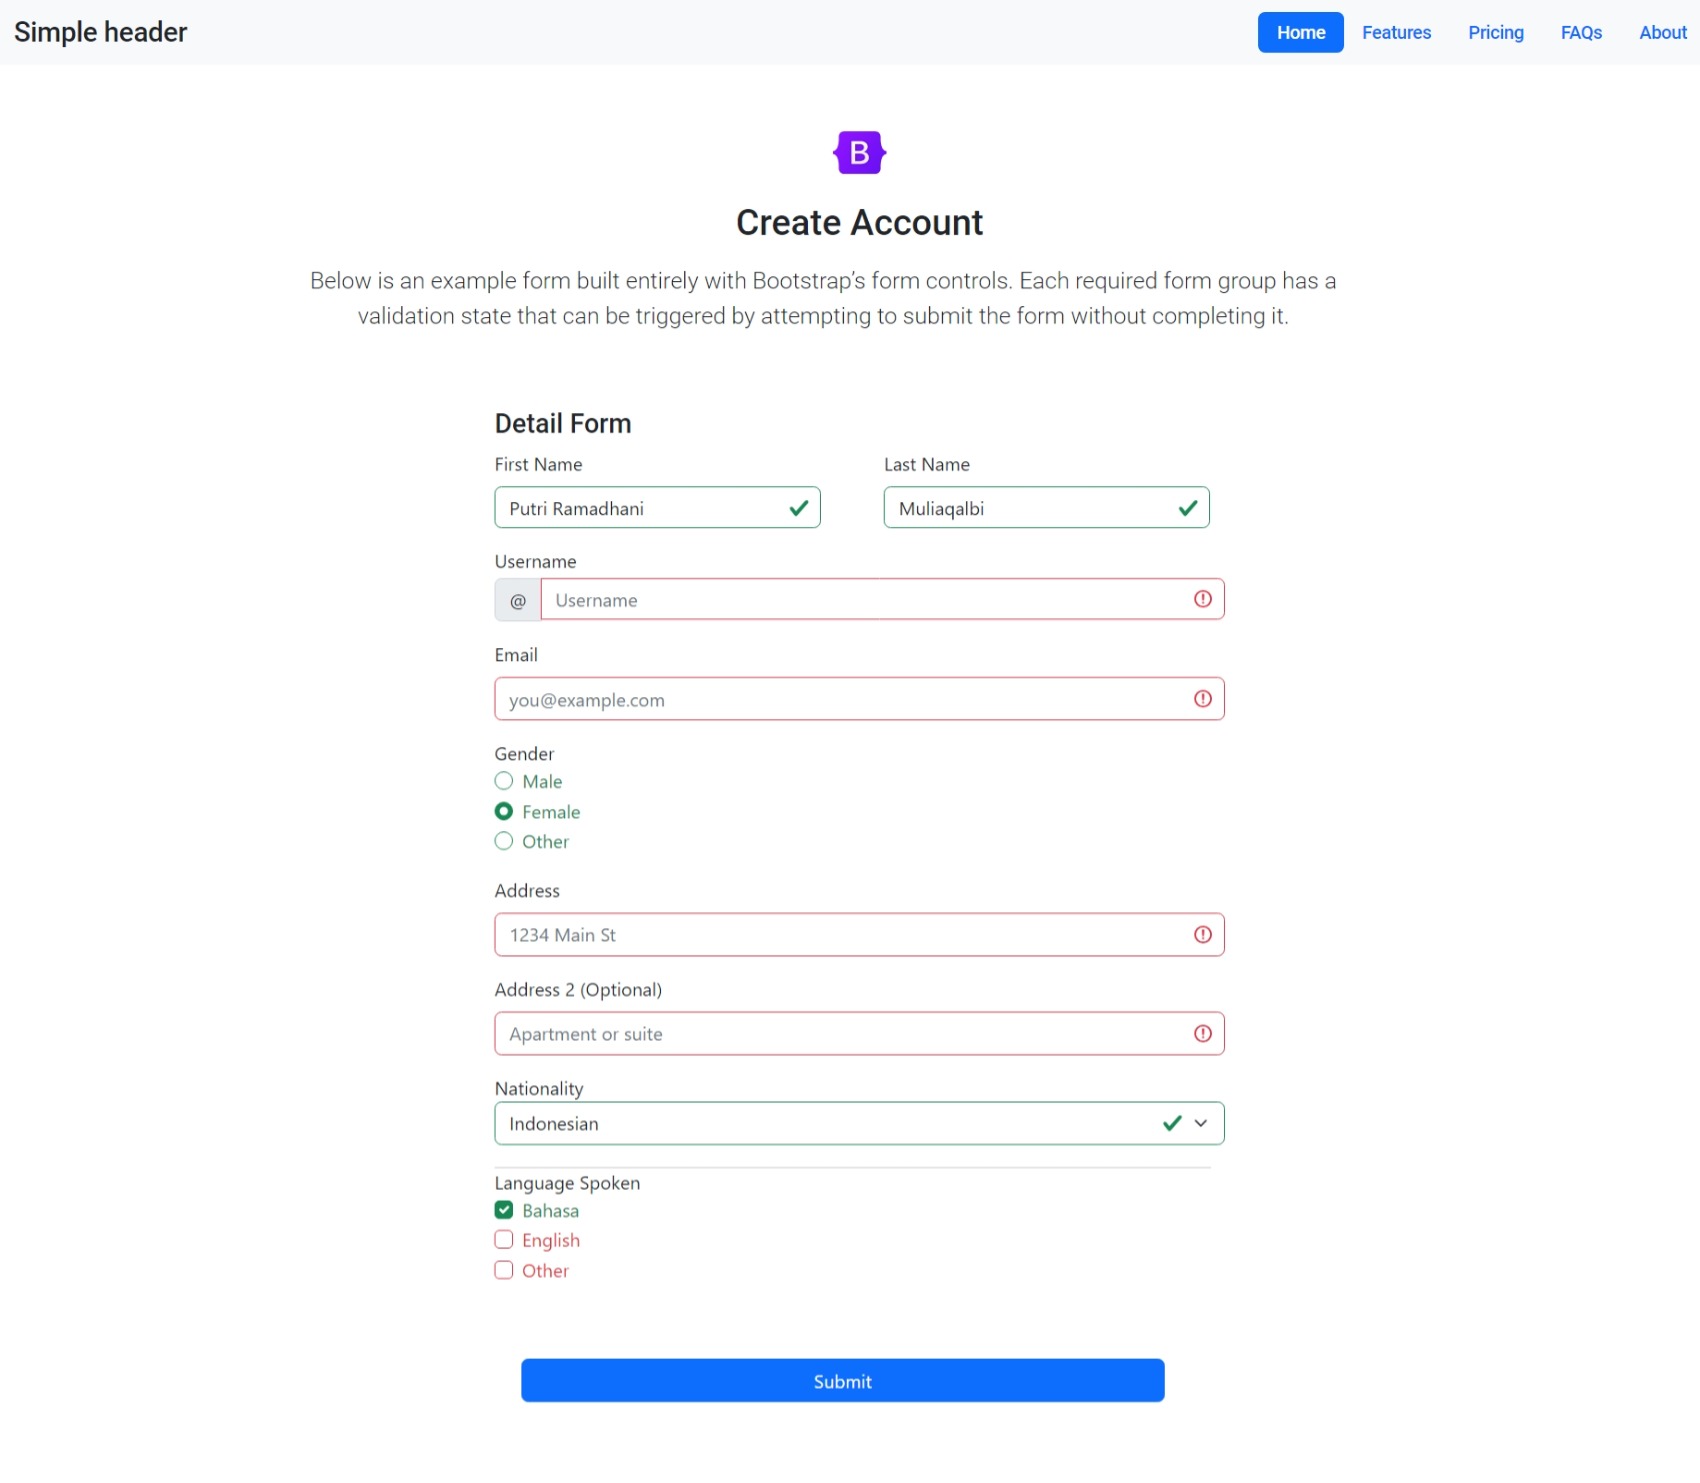 Simple header
Home
Features
Pricing
FAQs
About
B
Create Account
Below is an example form built entirely with Bootstrap’s form controls. Each required form group has a
validation state that can be triggered by attempting to submit the form without completing it.
Detail Form
First Name
Last Name
Putri Ramadhani
Muliaqalbi
Username
@
Username
Email
you@example.com
Gender
Male
Female
Other
Address
1234 Main St
Address 2 (Optional)
Apartment or suite
Nationality
Indonesian
Language Spoken
Bahasa
English
Other
Submit